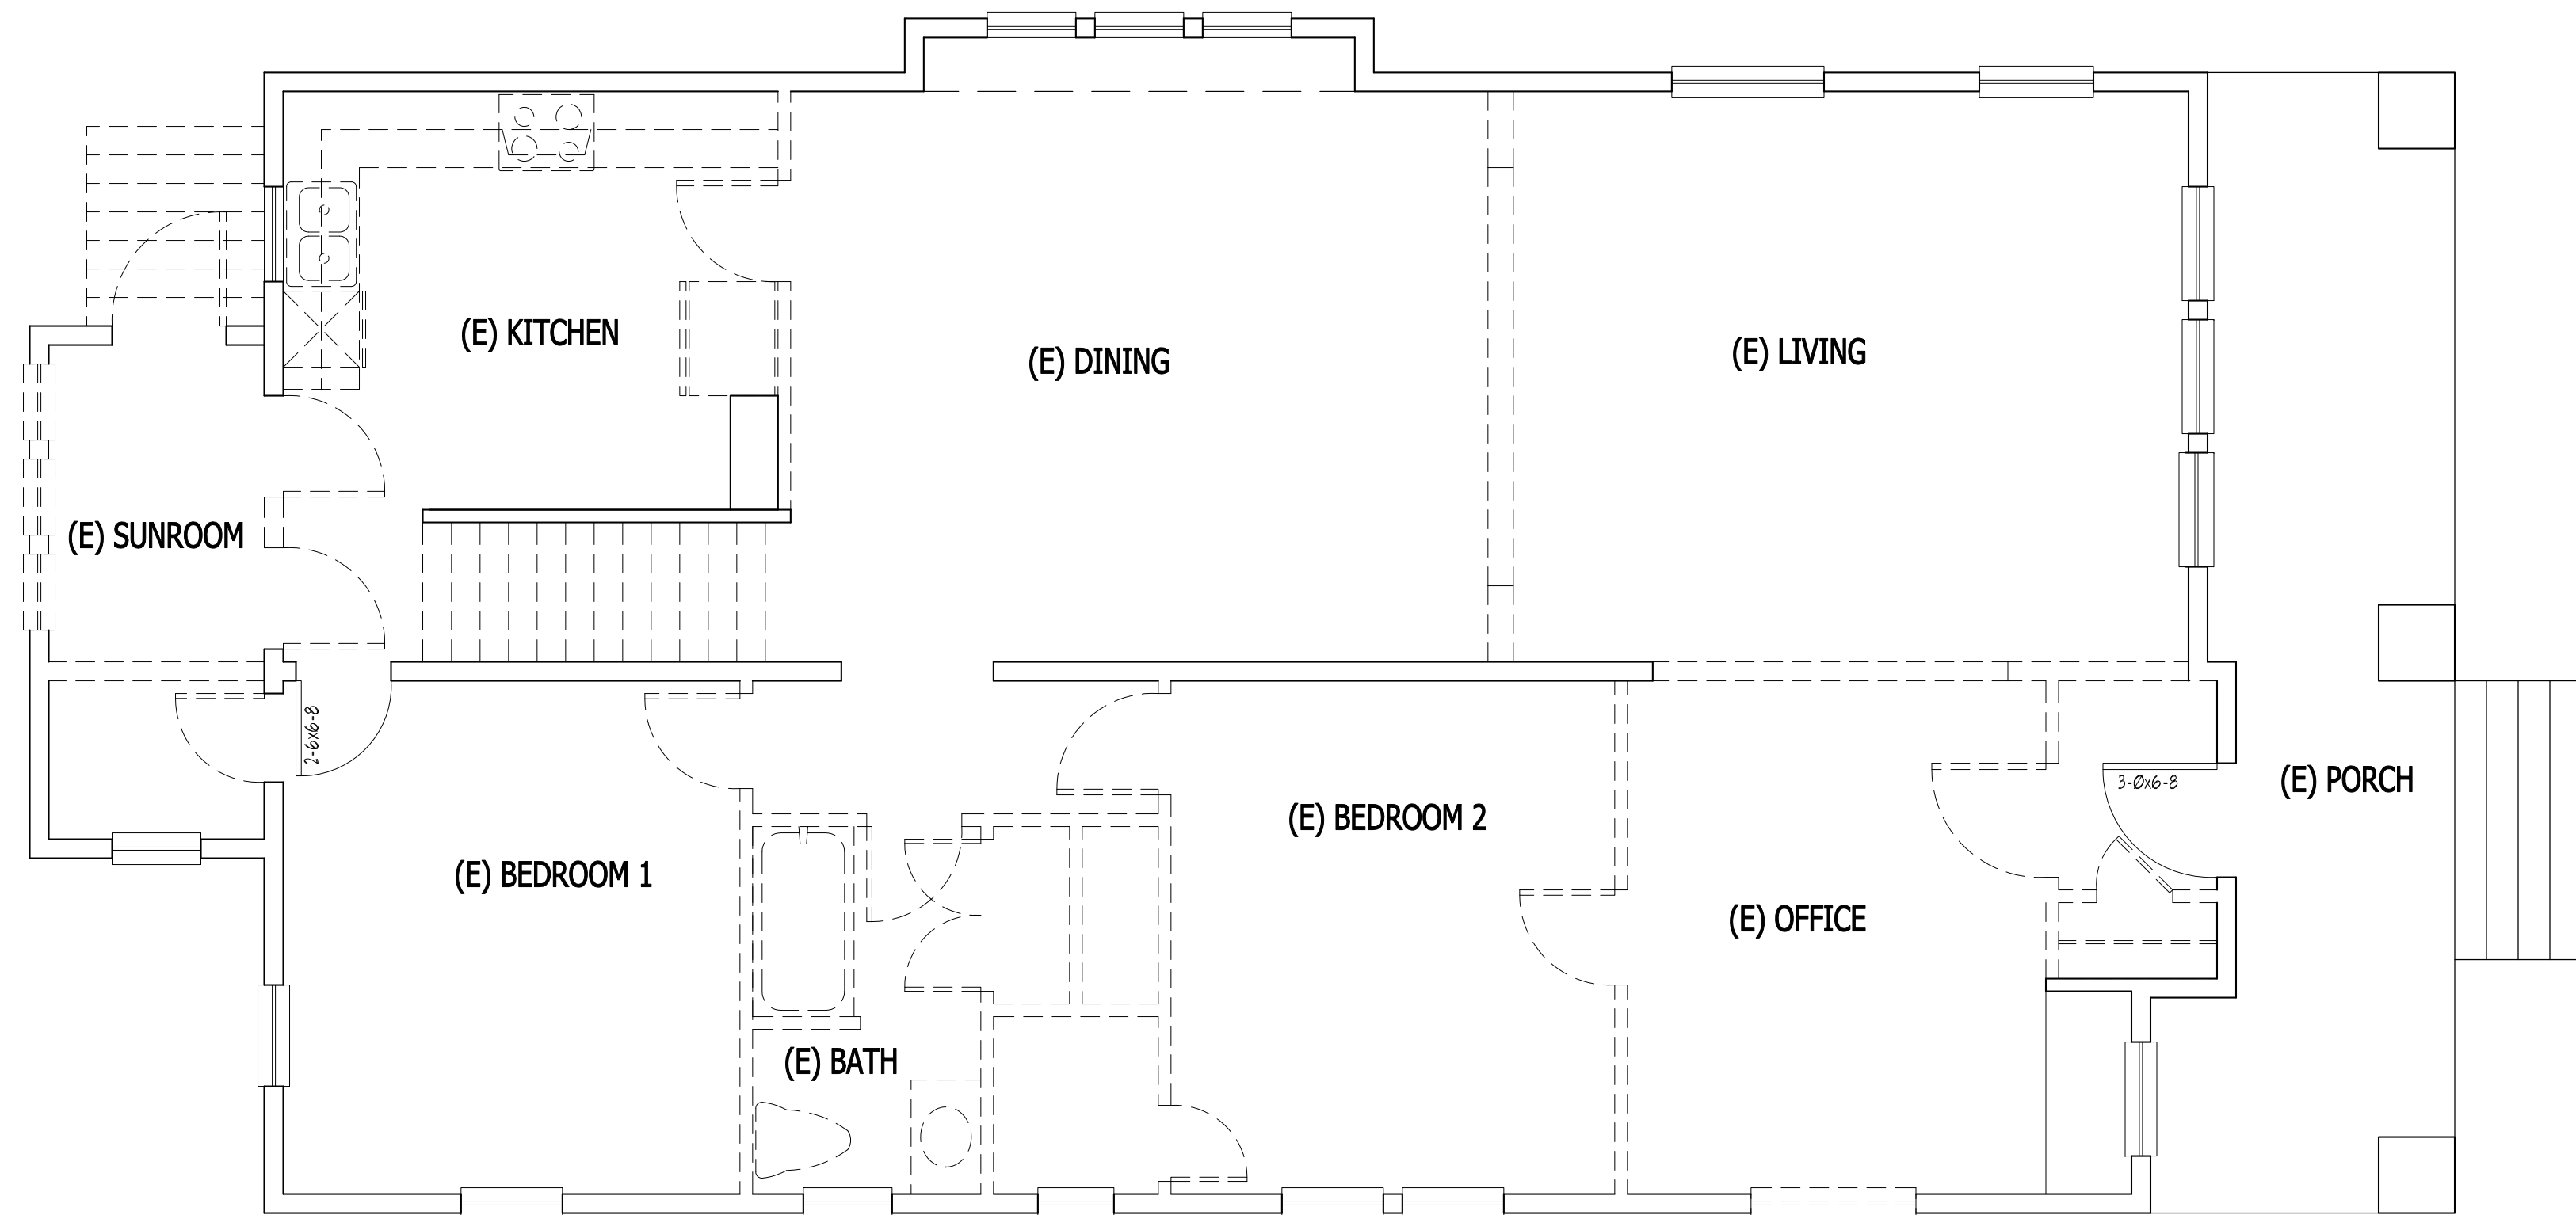 (E) KITCHEN
(E) DINING
(E) LIVING
(E) SUNROOM
2-6x6-8
(E) BEDROOM 1
(E) BEDROOM 2
3-0x6-8
(E) PORCH
(E) OFFICE
(E) BATH